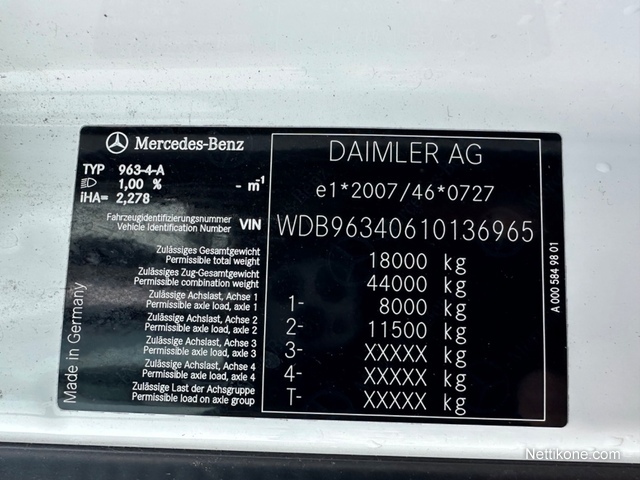 Mercedes-Benz
TYP 963-4-A
1,00 % - m⁻¹
iHA= 2,278
Fahrzeugidentifizierungsnummer
Vehicle Identification Number VIN
Zulässiges Gesamtgewicht
Permissible total weight
Zulässiges Zug-Gesamtgewicht
Permissible combination weight
Zulässige Achslast, Achse 1
Permissible axle load, axle 1
Zulässige Achslast, Achse 2
Permissible axle load, axle 2
Zulässige Achslast, Achse 3
Permissible axle load, axle 3
Zulässige Achslast, Achse 4
Permissible axle load, axle 4
Zulässige Last der Achsgruppe
Permissible load on axle group
Made in Germany
DAIMLER AG
e1*2007/46*0727
WDB96340610136965
18000 kg
44000 kg
1- 8000 kg
2- 11500 kg
3- XXXXX kg
4- XXXXX kg
T- XXXXX kg
A 000 584 98 01
Nettikone.com